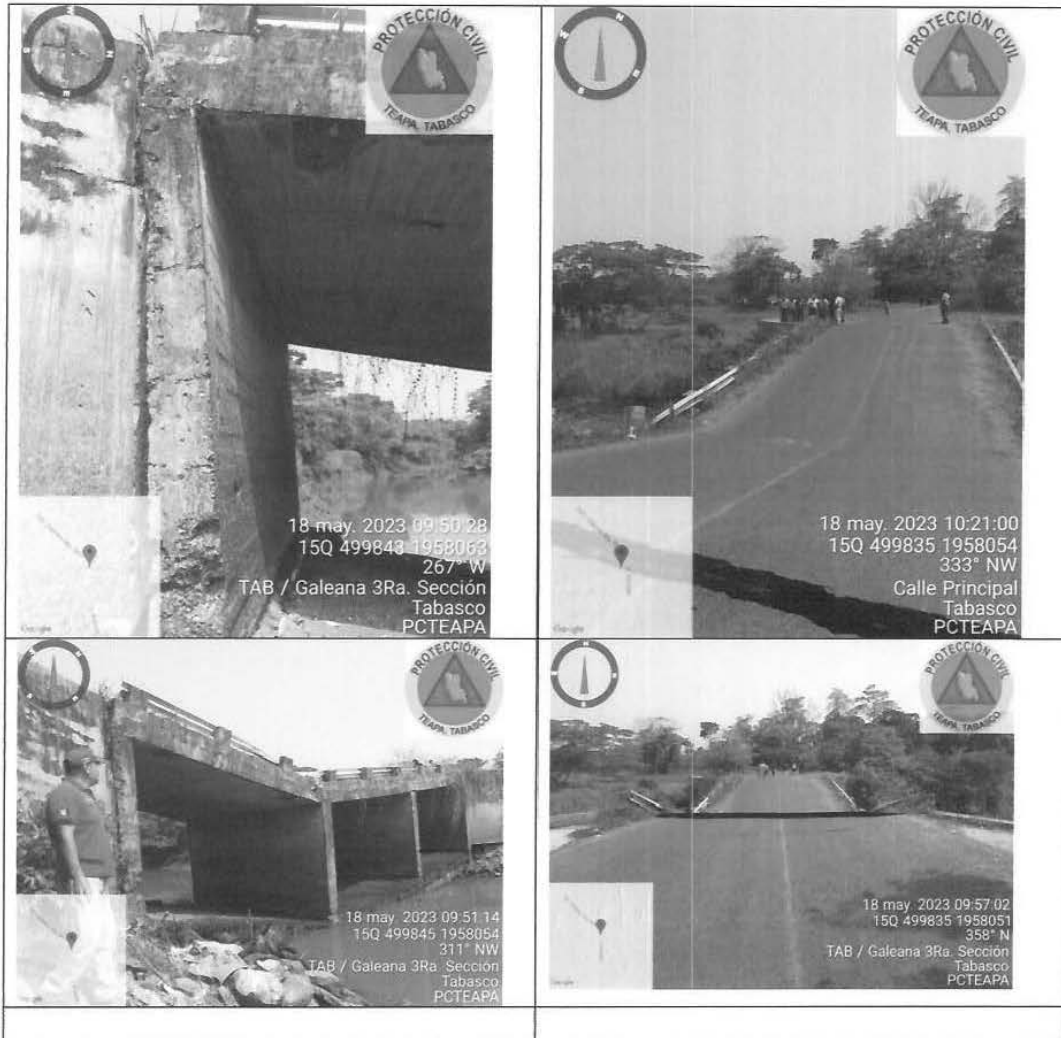 PROTECCIÓN CIVIL
TEAPA, TABASCO
18 may. 2023 09:50:28
15Q 499843 1958063
267° W
TAB / Galeana 3Ra. Sección
Tabasco
PCTEAPA
Google
PROTECCIÓN CIVIL
TEAPA, TABASCO
18 may. 2023 10:21:00
15Q 499835 1958054
333° NW
Calle Principal
Tabasco
PCTEAPA
Google
PROTECCIÓN CIVIL
TEAPA, TABASCO
18 may. 2023 09:51:14
15Q 499845 1958054
311° NW
TAB / Galeana 3Ra. Sección
Tabasco
PCTEAPA
PROTECCIÓN CIVIL
TEAPA, TABASCO
18 may. 2023 09:57:02
15Q 499835 1958051
358° N
TAB / Galeana 3Ra. Sección
Tabasco
PCTEAPA